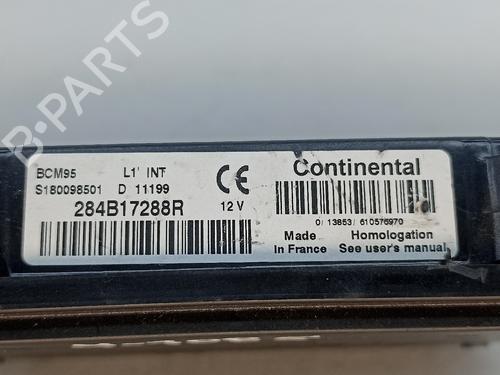 B-PARTS
BCM95 L1' INT
S180098501 D 11199
284B17288R 12 V
CE
Continental
0/ 13853/ 610576970
Made Homologation
In France See user's manual